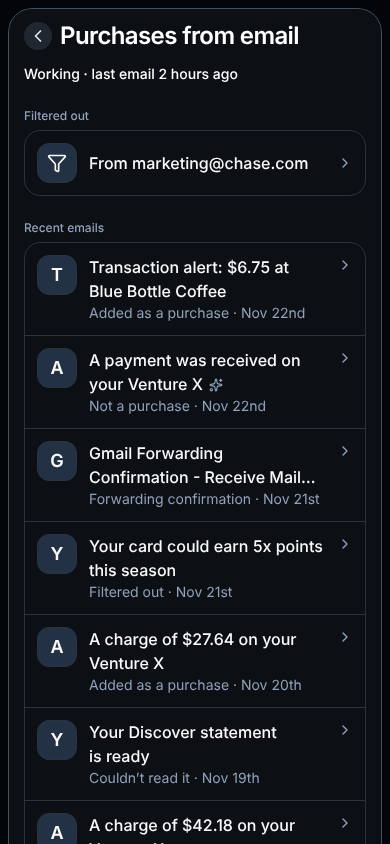 Purchases from email
Working · last email 2 hours ago
Filtered out
From marketing@chase.com
Recent emails
T
Transaction alert: $6.75 at
Blue Bottle Coffee
Added as a purchase · Nov 22nd
A
A payment was received on
your Venture X
Not a purchase · Nov 22nd
G
Gmail Forwarding
Confirmation - Receive Mail...
Forwarding confirmation · Nov 21st
Y
Your card could earn 5x points
this season
Filtered out · Nov 21st
A
A charge of $27.64 on your
Venture X
Added as a purchase · Nov 20th
Y
Your Discover statement
is ready
Couldn’t read it · Nov 19th
A
A charge of $42.18 on your